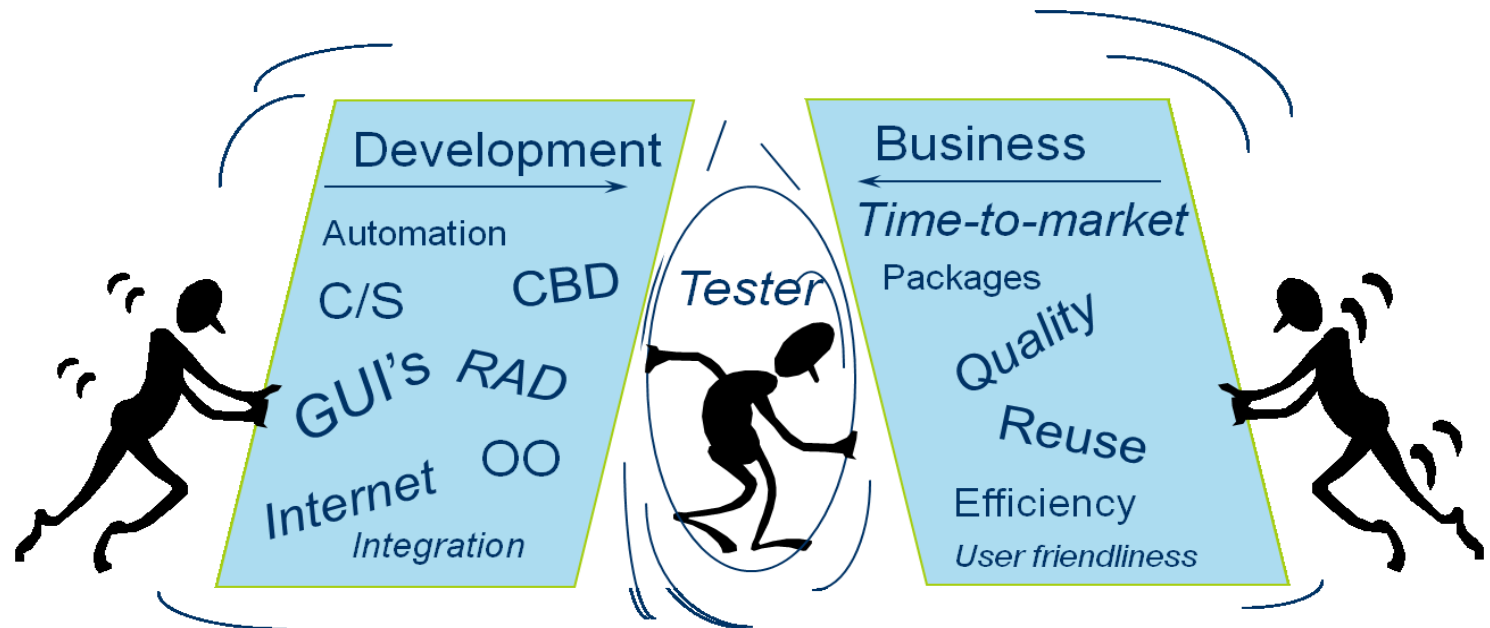 Development
Automation
C/S
CBD
GUI's
RAD
OO
Internet
Integration
Tester
Business
Time-to-market
Packages
Quality
Reuse
Efficiency
User friendliness